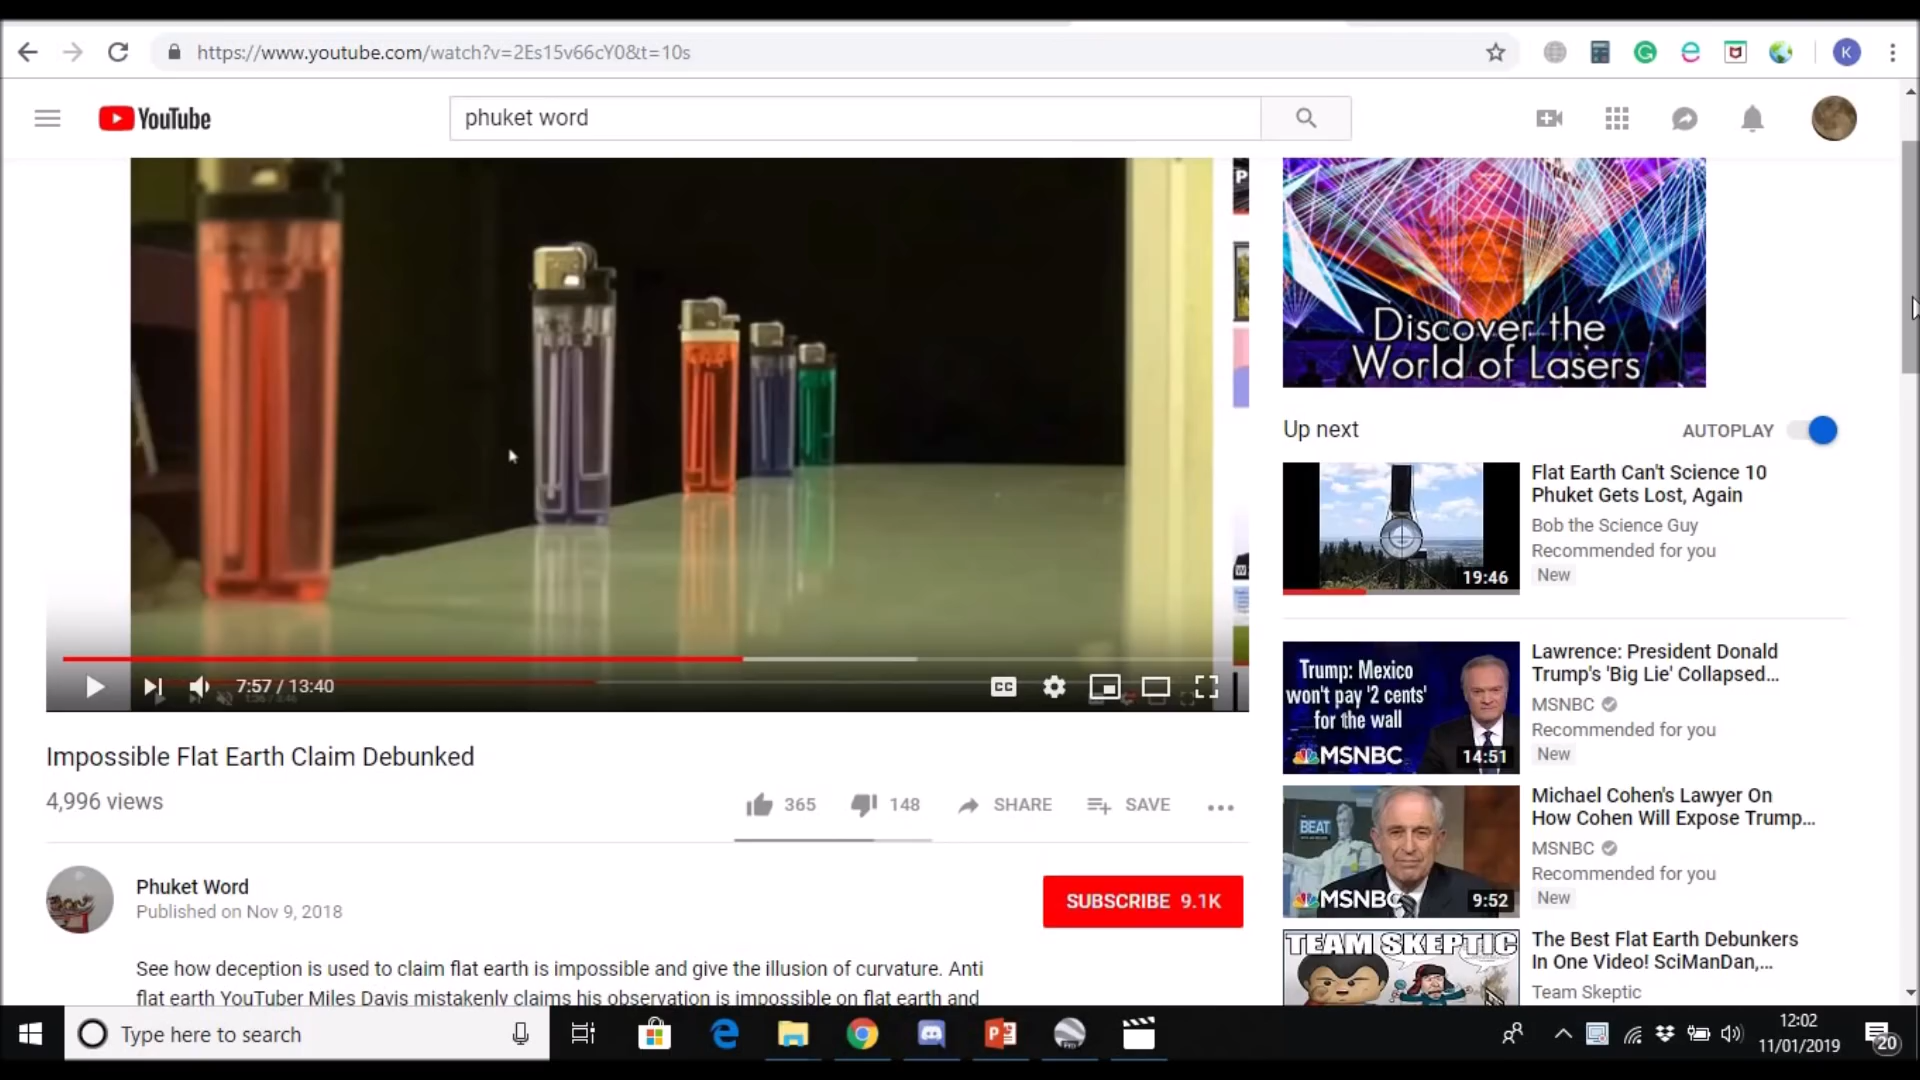 https://www.youtube.com/watch?v=2Es15v66cY0&t=10s
K
YouTube
phuket word
Discover the
World of Lasers
Up next
AUTOPLAY
Flat Earth Can't Science 10
Phuket Gets Lost, Again
Bob the Science Guy
Recommended for you
New
19:46
Trump: Mexico
won't pay '2 cents'
for the wall
MSNBC
14:51
Lawrence: President Donald
Trump's 'Big Lie' Collapsed...
MSNBC
Recommended for you
New
7:57 / 13:40
CC
Impossible Flat Earth Claim Debunked
4,996 views
365
148
SHARE
SAVE
BEAT
MSNBC
9:52
Michael Cohen's Lawyer On
How Cohen Will Expose Trump...
MSNBC
Recommended for you
New
Phuket Word
Published on Nov 9, 2018
SUBSCRIBE 9.1K
TEAM SKEPTIC
The Best Flat Earth Debunkers
In One Video! SciManDan,...
Team Skeptic
See how deception is used to claim flat earth is impossible and give the illusion of curvature. Anti
flat earth YouTuber Miles Davis mistakenly claims his observation is impossible on flat earth and
Type here to search
12:02
11/01/2019
20